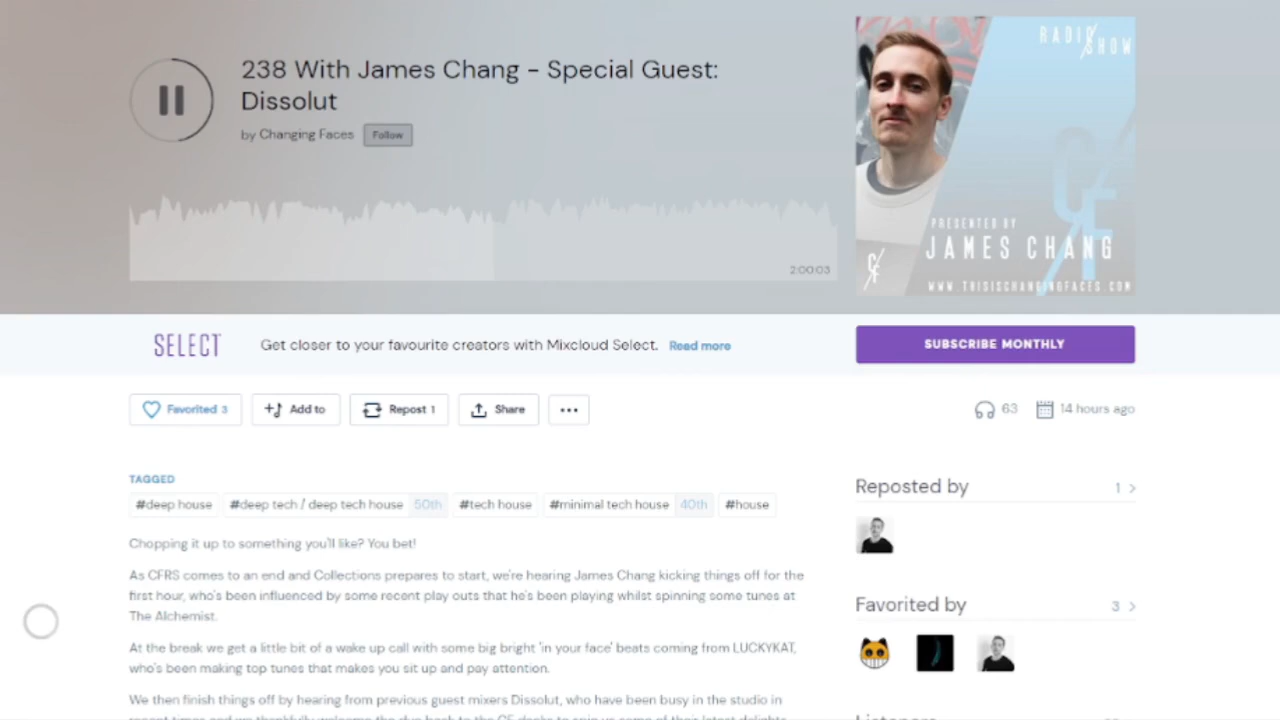 238 With James Chang - Special Guest:
Dissolut
by Changing Faces Follow
2:00:03
RADIO SHOW
PRESENTED BY
JAMES CHANG
CF
WWW.THISISCHANGINGFACES.COM
SELECT Get closer to your favourite creators with Mixcloud Select. Read more
SUBSCRIBE MONTHLY
Favorited 3 Add to Repost 1 Share ...
63 14 hours ago
TAGGED
#deep house #deep tech / deep tech house 50th #tech house #minimal tech house 40th #house
Chopping it up to something you'll like? You bet!
As CFRS comes to an end and Collections prepares to start, we're hearing James Chang kicking things off for the
first hour, who's been influenced by some recent play outs that he's been playing whilst spinning some tunes at
The Alchemist.
At the break we get a little bit of a wake up call with some big bright 'in your face' beats coming from LUCKYKAT,
who's been making top tunes that makes you sit up and pay attention.
We then finish things off by hearing from previous guest mixers Dissolut, who have been busy in the studio in
Reposted by 1 >
Favorited by 3 >